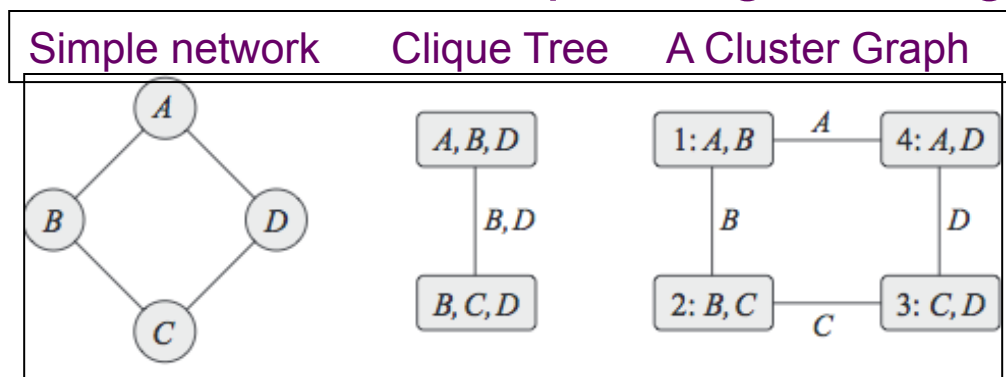 Simple network Clique Tree A Cluster Graph
A
B
D
C
A, B, D
B, D
B, C, D
1: A, B
A
4: A, D
B
D
2: B, C
C
3: C, D